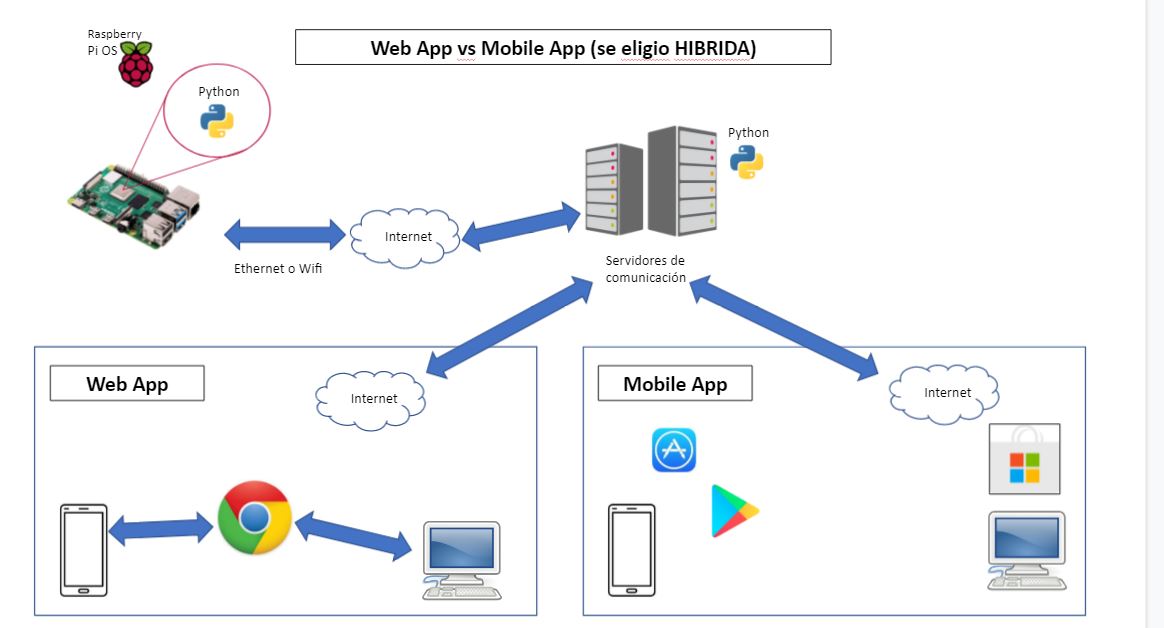 Raspberry
Pi OS
Web App vs Mobile App (se eligio HIBRIDA)
Python
Python
Internet
Ethernet o Wifi
Servidores de
comunicación
Web App
Internet
Mobile App
Internet